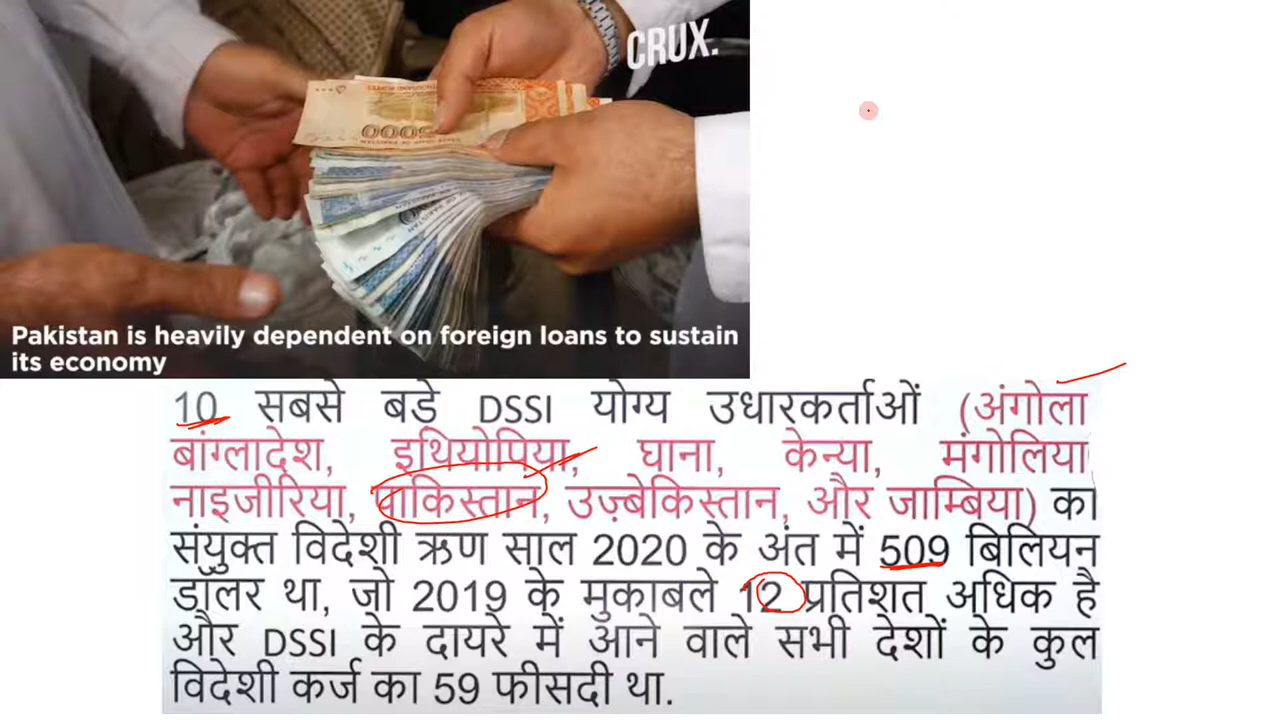 CRUX.
5000
Pakistan is heavily dependent on foreign loans to sustain
its economy
10 सबसे बडे DSSI योग्य उधारकर्ताओं (अंगोला
बांग्लादेश, इथियोपिया, घाना, केन्या, मंगोलिया
नाइजीरिया, पाकिस्तान, उज़्बेकिस्तान, और जाम्बिया) का
संयुक्त विदेशी ऋण साल 2020 के अंत में 509 बिलियन
डॉलर था, जो 2019 के मुकाबले 12 प्रतिशत अधिक है
और DSSI के दायरे में आने वाले सभी देशों के कुल
विदेशी कर्ज का 59 फीसदी था.